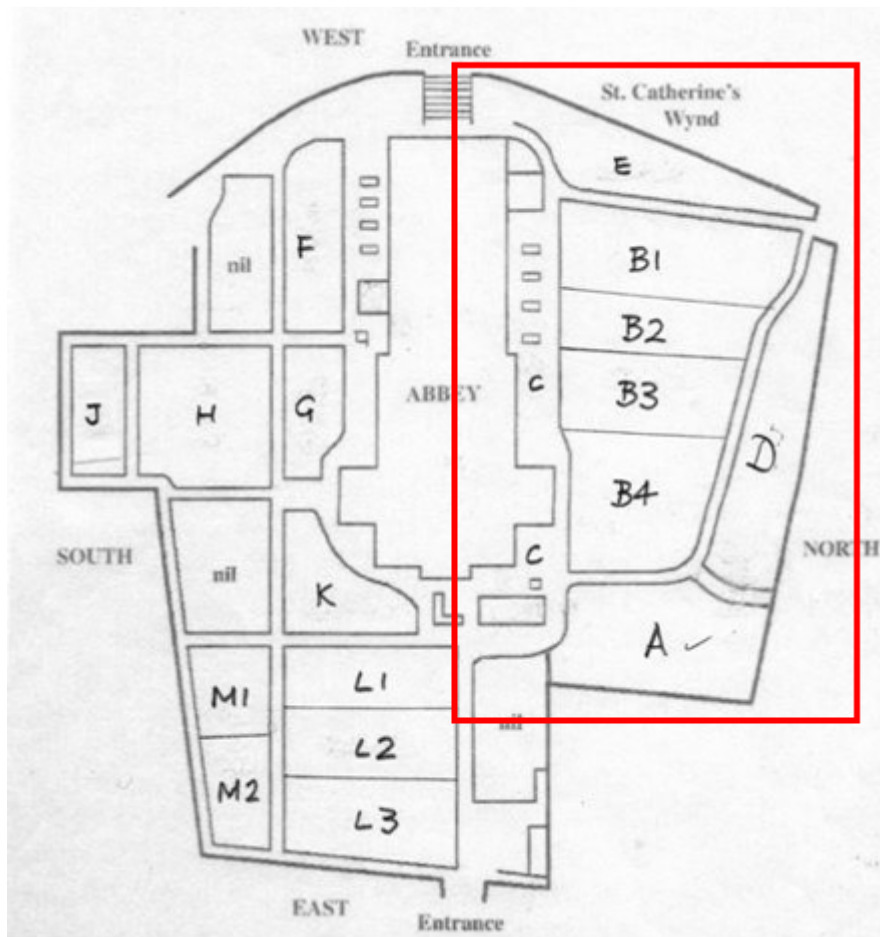 WEST
Entrance
St. Catherine's
Wynd
E
F
nil
B1
B2
ABBEY
C
B3
J
H
G
D
B4
SOUTH
NORTH
nil
C
K
A ✓
L1
M1
nil
L2
M2
L3
EAST
Entrance